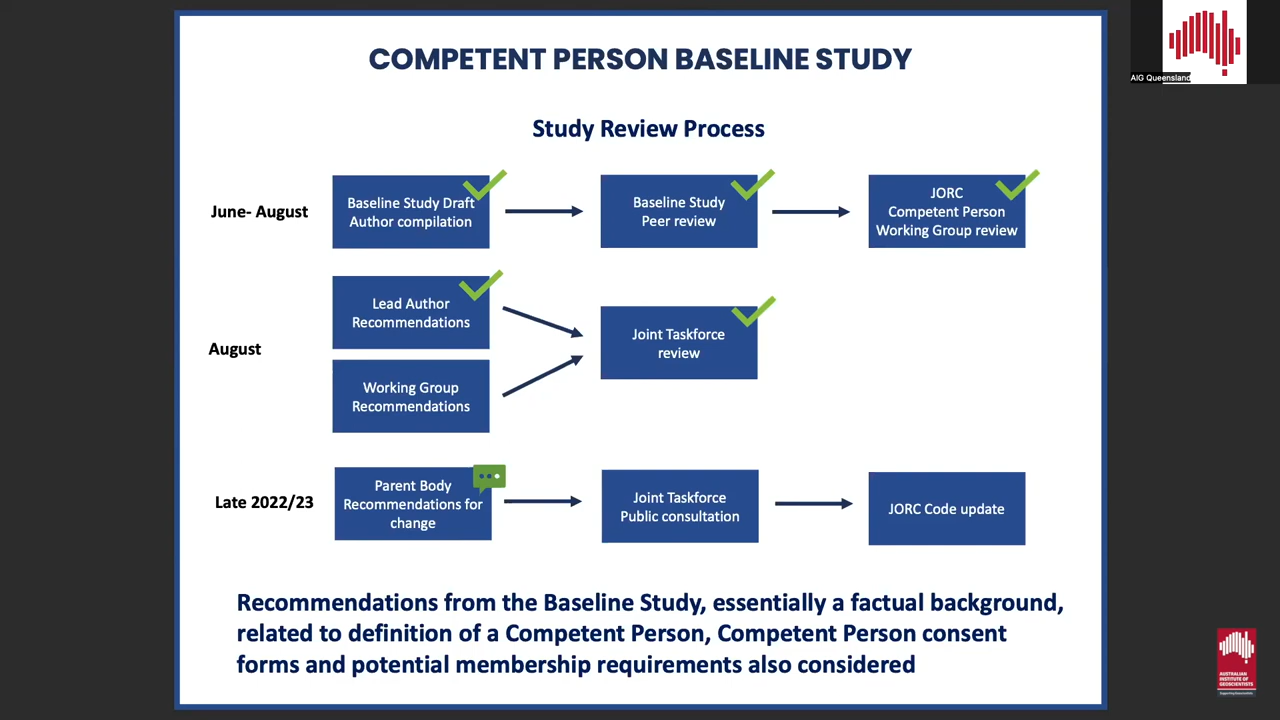 COMPETENT PERSON BASELINE STUDY
AIG Queensland
Study Review Process
June- August
Baseline Study Draft
Author compilation
Baseline Study
Peer review
JORC
Competent Person
Working Group review
August
Lead Author
Recommendations
Working Group
Recommendations
Joint Taskforce
review
Late 2022/23
Parent Body
Recommendations for
change
Joint Taskforce
Public consultation
JORC Code update
Recommendations from the Baseline Study, essentially a factual background,
related to definition of a Competent Person, Competent Person consent
forms and potential membership requirements also considered
AUSTRALIAN
INSTITUTE OF
GEOSCIENTISTS